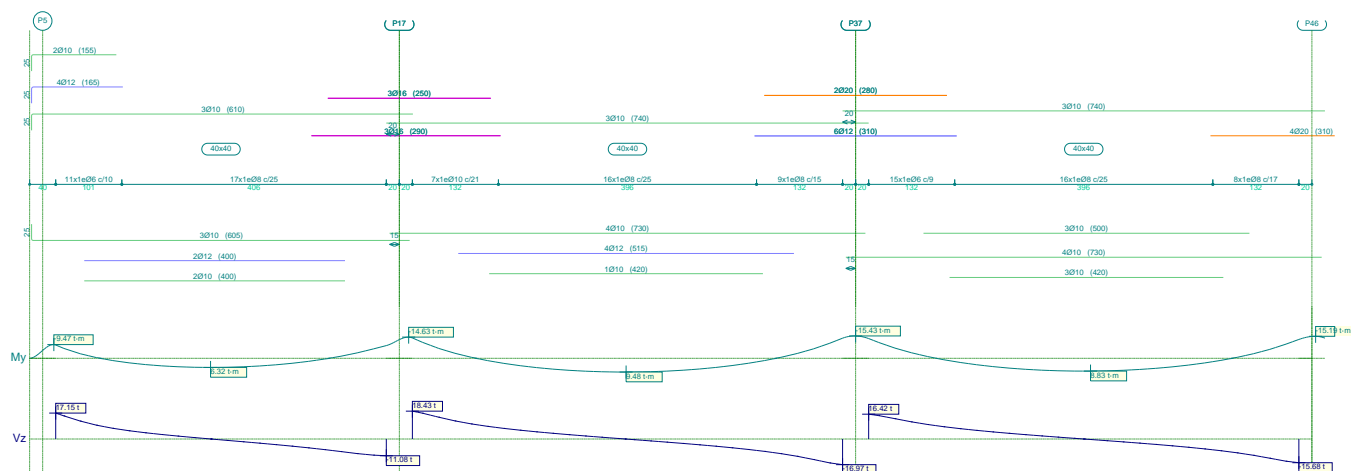 P5 P17 P37 P46
2Ø10 (155)
25
4Ø12 (165)
25
3Ø16 (250)
2Ø20 (280)
3Ø10 (610)
25
3Ø10 (740)
20
3Ø10 (740)
20
3Ø16 (290)
6Ø12 (310)
4Ø20 (310)
40x40 40x40 40x40
11x1eØ6 c/10 17x1eØ8 c/25 7x1eØ10 c/21 16x1eØ8 c/25 9x1eØ8 c/15 15x1eØ6 c/9 16x1eØ8 c/25 8x1eØ8 c/17
40 101 406 20 20 132 396 132 20 20 132 396 132 20
25
3Ø10 (605)
15
4Ø10 (730)
3Ø10 (500)
2Ø12 (400)
4Ø12 (515)
15
4Ø10 (730)
2Ø10 (400)
1Ø10 (420)
3Ø10 (420)
-9.47 t·m -14.63 t·m -15.43 t·m -15.19 t·m
My
8.48 t·m 8.83 t·m
17.15 t 18.43 t 16.42 t
Vz
-11.08 t -16.97 t -15.68 t